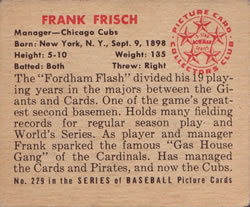 FRANK FRISCH
Manager—Chicago Cubs
Born: New York, N. Y., Sept. 9, 1898
Height: 5-10 Weight: 135
Batted: Both Throw: Right
PICTURE CARD
COLLECTORS CLUB
The "Fordham Flash" divided his 19 play-
ing years in the majors between the Gi-
ants and Cards. One of the game's great-
est second basemen. Holds many fielding
records for regular season play and
World's Series. As player and manager
Frank sparked the famous "Gas House
Gang" of the Cardinals. Has managed
the Cards and Pirates, and now the Cubs.
No. 229 in the SERIES of BASEBALL Picture Cards